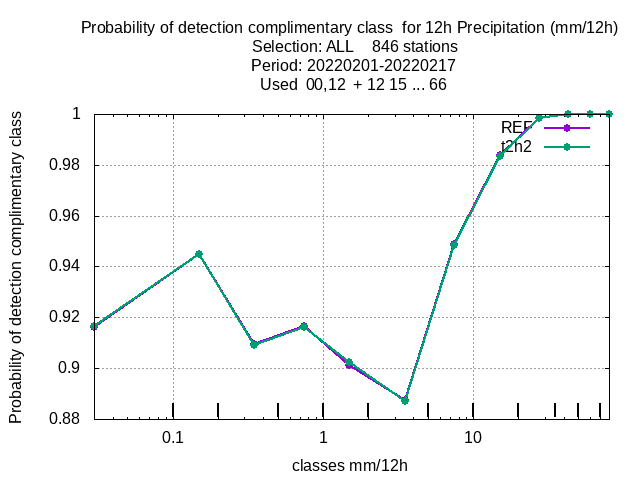 Probability of detection complimentary class  for 12h Precipitation (mm/12h)
Selection: ALL    846 stations
Period: 20220201-20220217
Used  00,12  + 12 15 ... 66
Probability of detection complimentary class
1
0.98
0.96
0.94
0.92
0.9
0.88
REF
t2h2
0.1 1 10
classes mm/12h